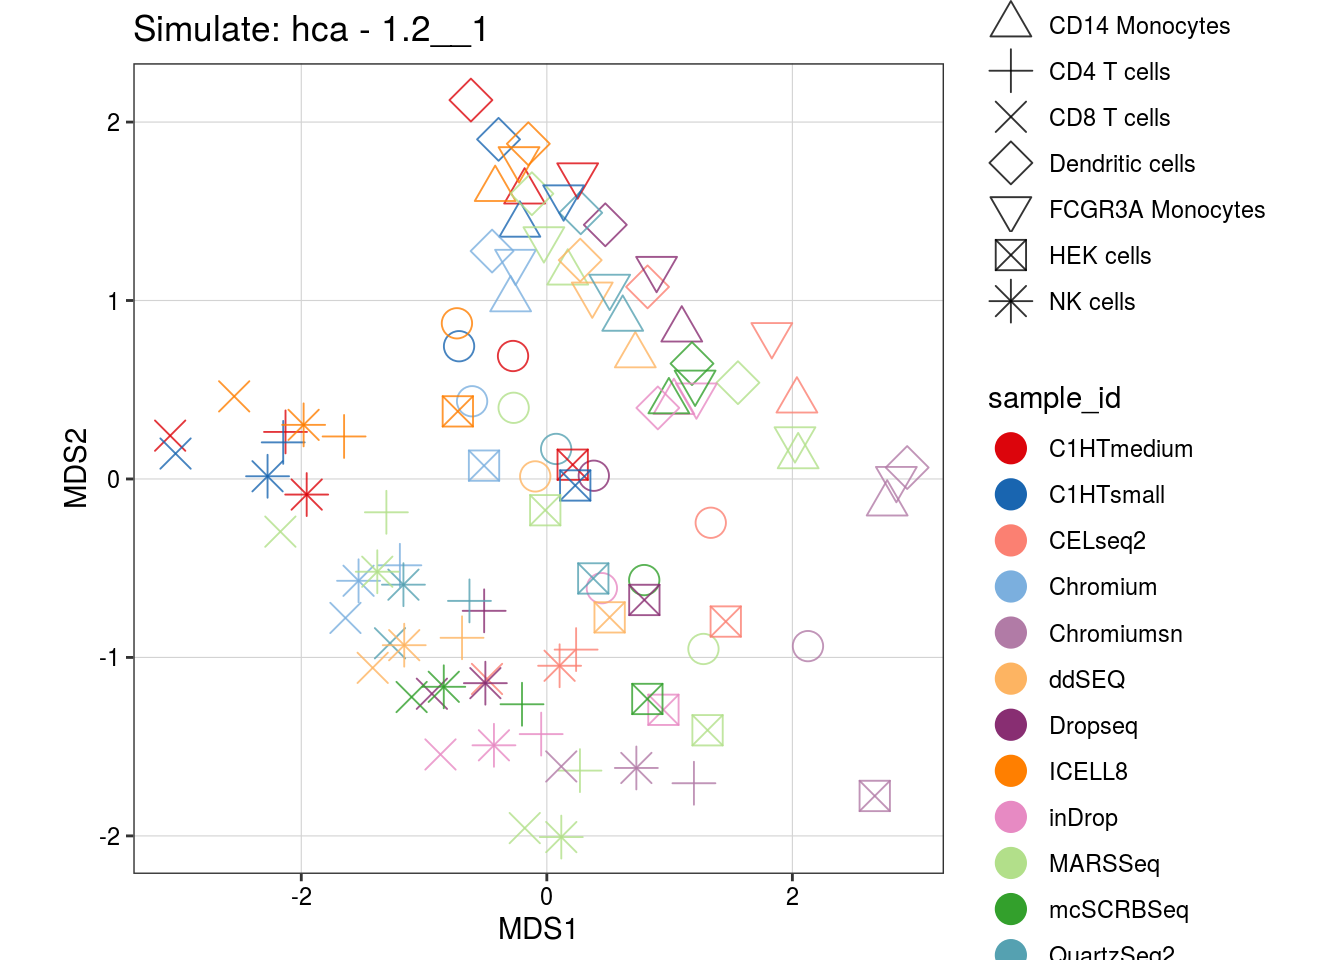 Simulate: hca - 1.2__1
CD14 Monocytes
CD4 T cells
CD8 T cells
Dendritic cells
FCGR3A Monocytes
HEK cells
NK cells
sample_id
C1HTmedium
C1HTsmall
CELseq2
Chromium
Chromiumsn
ddSEQ
Dropseq
ICELL8
inDrop
MARSSeq
mcSCRBSeq
QuartzSeq2
MDS2
2
1
0
-1
-2
-2
0
2
MDS1